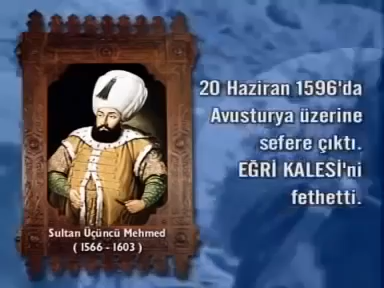 20 Haziran 1596'da
Avusturya üzerine
sefere çıktı.
EĞRİ KALESİ'ni
fethetti.
Sultan Üçüncü Mehmed
( 1566 - 1603 )